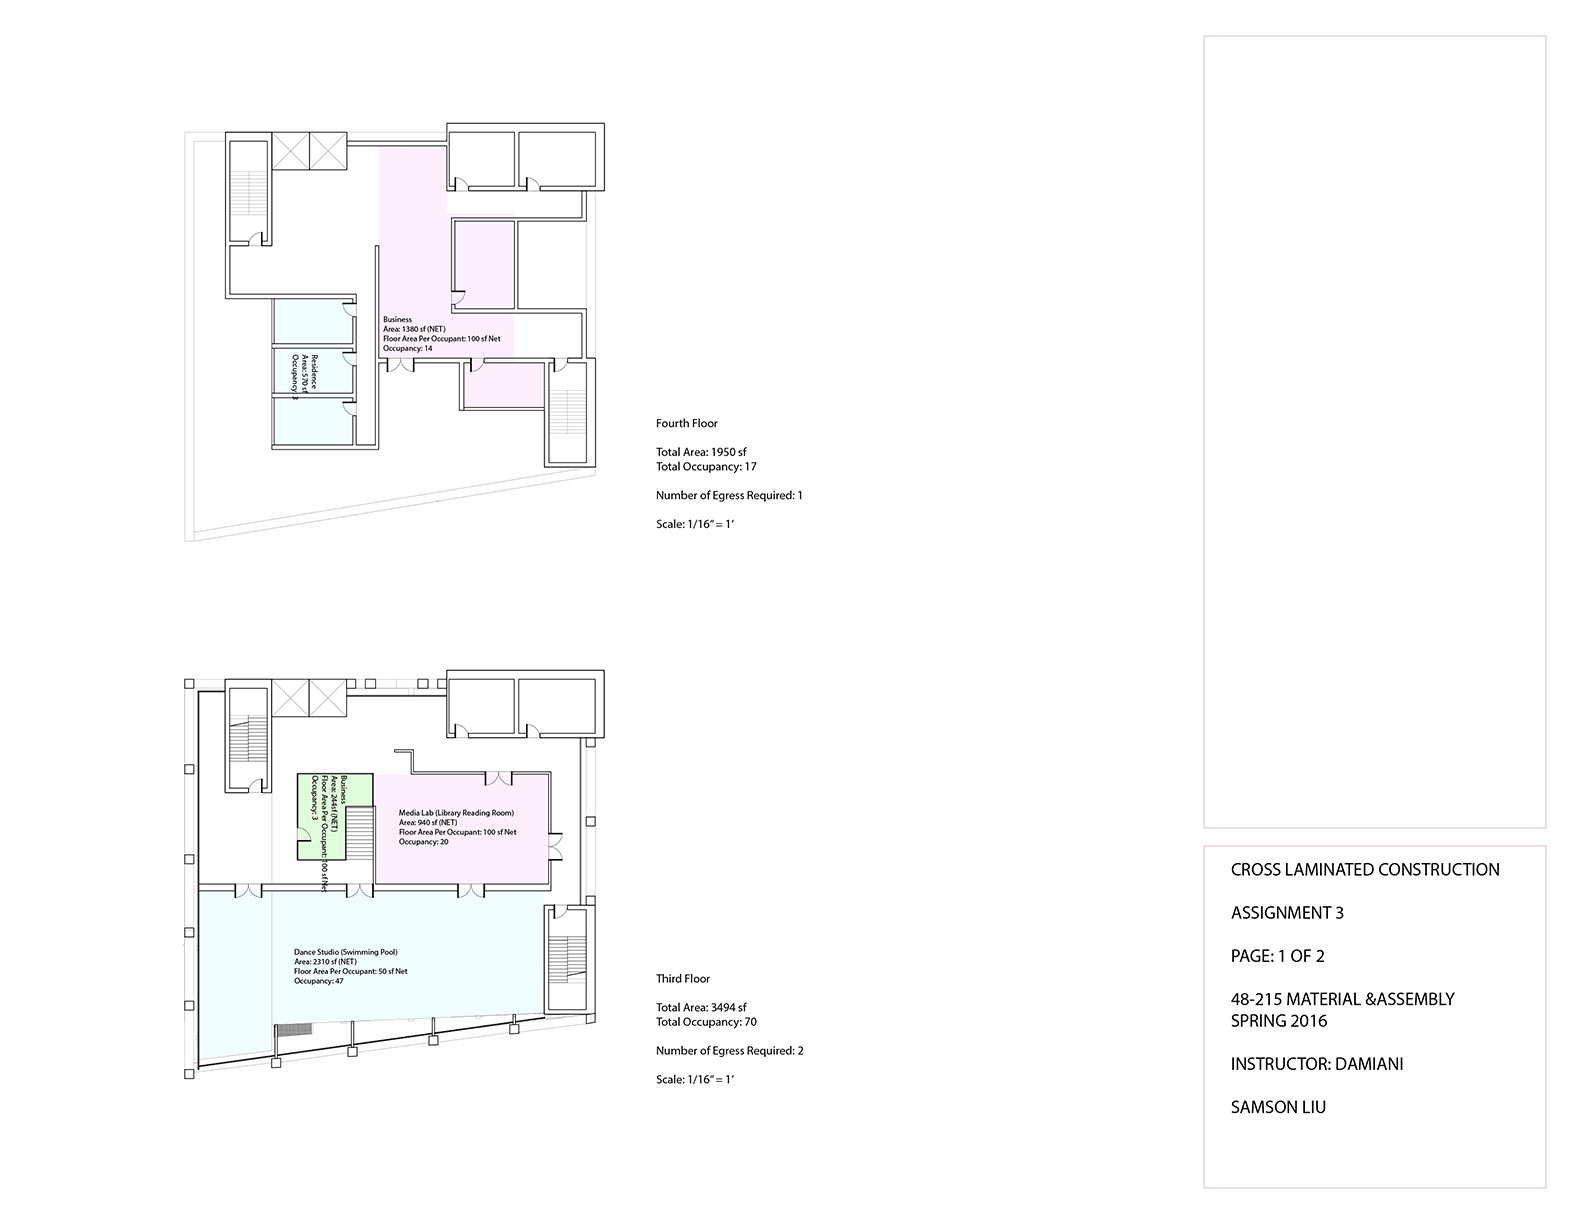 Business
Area: 1380 sf (NET)
Floor Area Per Occupant: 100 sf Net
Occupancy: 14
Residence
Area: 570 sf
Occupancy: 3
Fourth Floor
Total Area: 1950 sf
Total Occupancy: 17
Number of Egress Required: 1
Scale: 1/16” = 1’
Business
Area: 244sf (NET)
Floor Area Per Occupant: 100 sf Net
Occupancy: 3
Media Lab (Library Reading Room)
Area: 940 sf (NET)
Floor Area Per Occupant: 100 sf Net
Occupancy: 20
Dance Studio (Swimming Pool)
Area: 2310 sf (NET)
Floor Area Per Occupant: 50 sf Net
Occupancy: 47
Third Floor
Total Area: 3494 sf
Total Occupancy: 70
Number of Egress Required: 2
Scale: 1/16” = 1’
CROSS LAMINATED CONSTRUCTION
ASSIGNMENT 3
PAGE: 1 OF 2
48-215 MATERIAL &ASSEMBLY
SPRING 2016
INSTRUCTOR: DAMIANI
SAMSON LIU